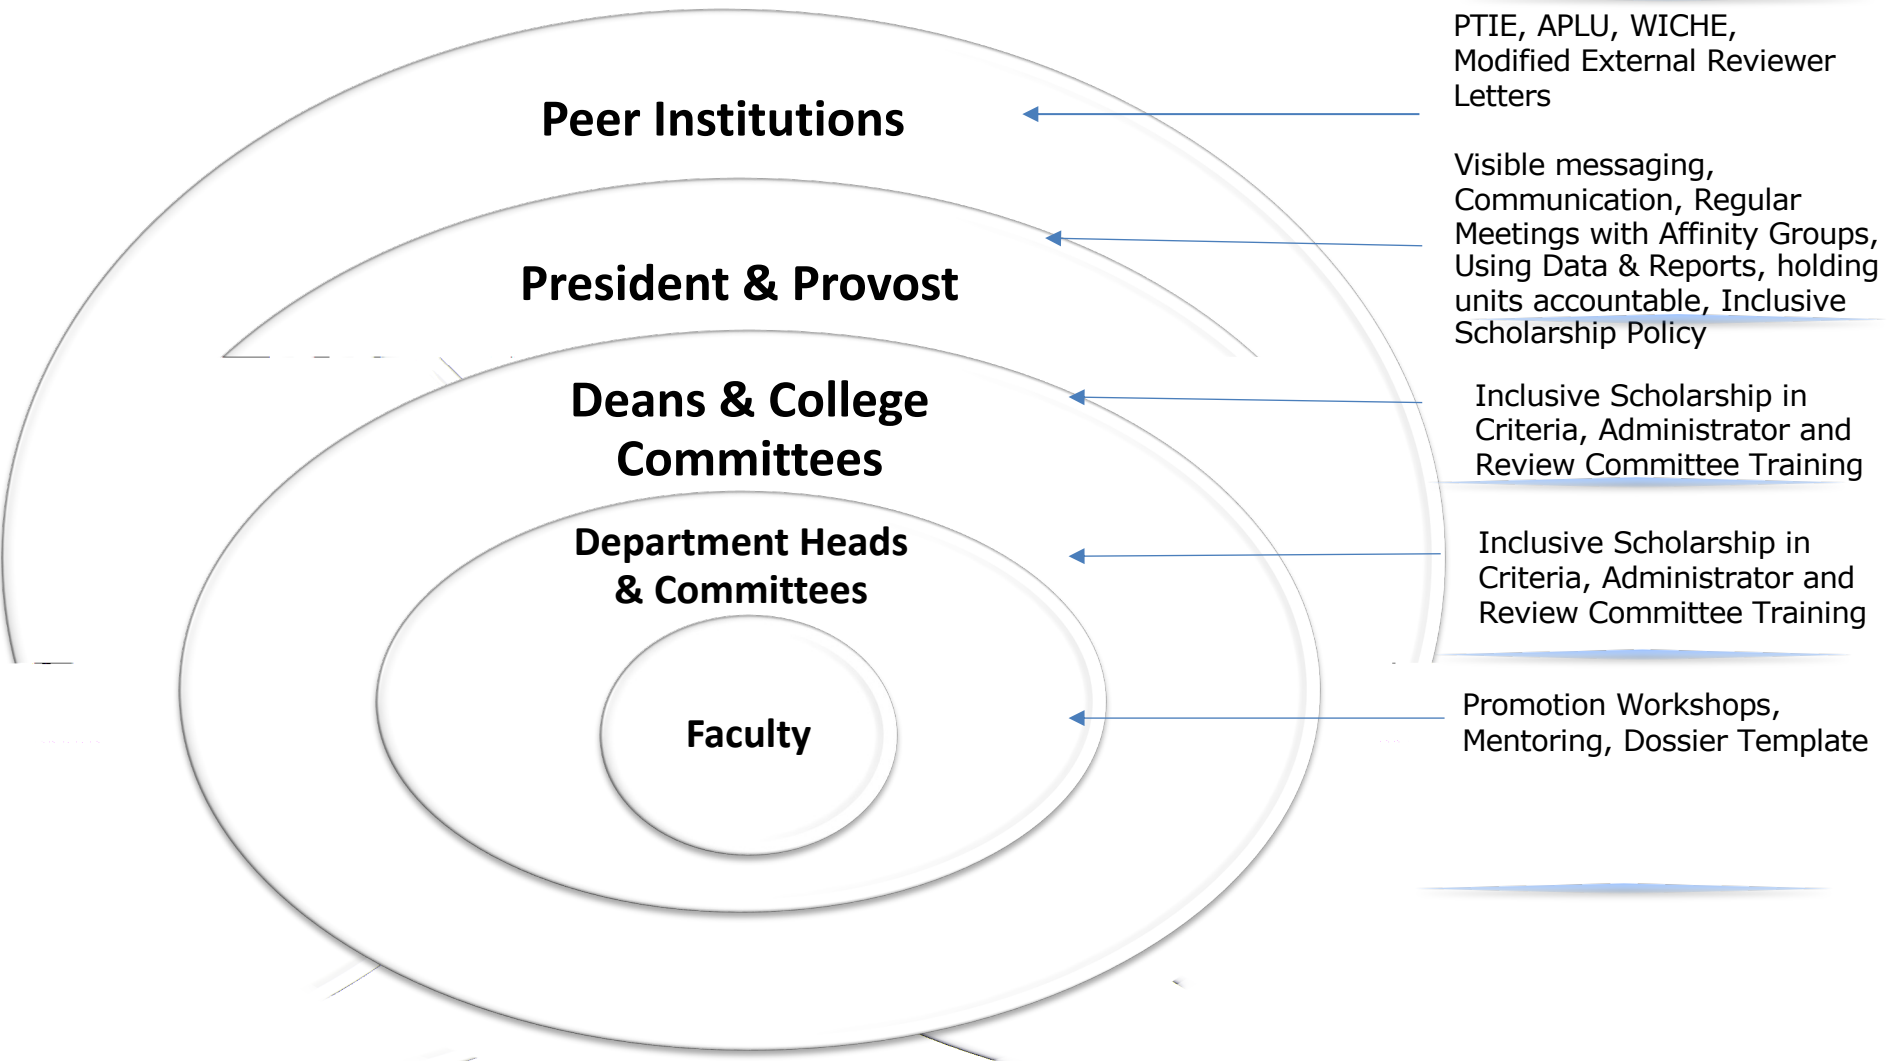 PTIE, APLU, WICHE,
Modified External Reviewer
Letters
Peer Institutions
Visible messaging,
Communication, Regular
Meetings with Affinity Groups,
Using Data & Reports, holding
units accountable, Inclusive
Scholarship Policy
President & Provost
Deans & College
Committees
Inclusive Scholarship in
Criteria, Administrator and
Review Committee Training
Department Heads
& Committees
Inclusive Scholarship in
Criteria, Administrator and
Review Committee Training
Faculty
Promotion Workshops,
Mentoring, Dossier Template